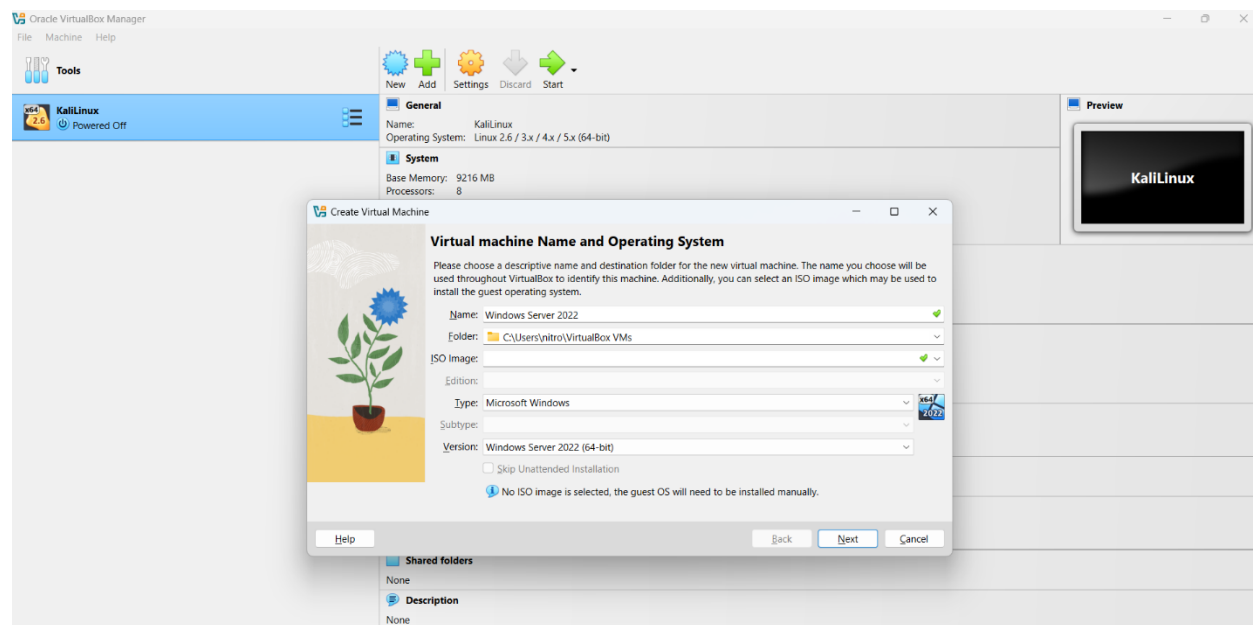 Oracle VirtualBox Manager
File Machine Help
Tools
New Add Settings Discard Start
KaliLinux
Powered Off
x64
2.6
General
Name: KaliLinux
Operating System: Linux 2.6 / 3.x / 4.x / 5.x (64-bit)
System
Base Memory: 9216 MB
Processors: 8
Preview
KaliLinux
Create Virtual Machine
Virtual machine Name and Operating System
Please choose a descriptive name and destination folder for the new virtual machine. The name you choose will be
used throughout VirtualBox to identify this machine. Additionally, you can select an ISO image which may be used to
install the guest operating system.
Name: Windows Server 2022
Folder: C:\Users\nitro\VirtualBox VMs
ISO Image:
Edition:
Type: Microsoft Windows
x64
2022
Subtype:
Version: Windows Server 2022 (64-bit)
Skip Unattended Installation
No ISO image is selected, the guest OS will need to be installed manually.
Help Back Next Cancel
Shared folders
None
Description
None